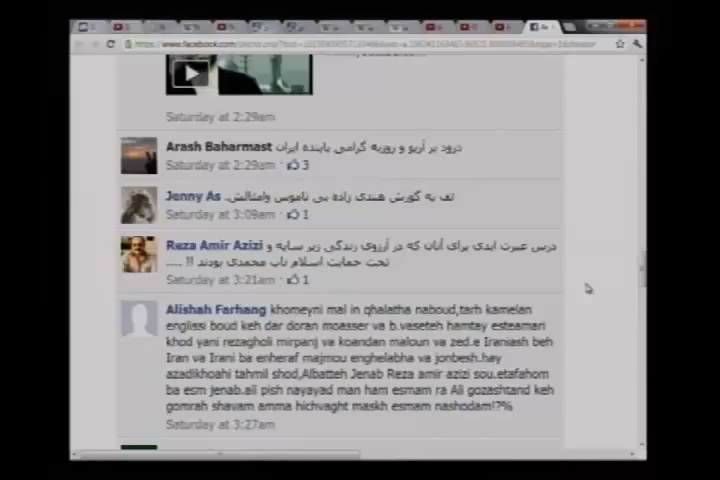 Saturday at 2:29am
Arash Baharmast درود بر آریو و روزبه گرامی پاینده ایران
Saturday at 2:29am · 3
Jenny As تف به گورش هندی زاده بی ناموس وامثالش.
Saturday at 3:09am · 1
Reza Amir Azizi درس عبرت ابدی برای آنان که در آرزوی زندگی زیر سایه و
تحت حمایت اسلام ناب محمدی بودند !! ....
Saturday at 3:21am · 1
Alishah Farhang khomeyni mal in qhalatha naboud,tarh kamelan
englissi boud keh dar doran moasser va b.vaseteh hamtay esteamari
khod yani rezagholi mirpanj va koandan maloun va zed.e Iraniash beh
Iran va Irani ba enheraf majmou enghelabha va jonbesh.hay
azadikhoahi tahmil shod,Albatteh Jenab Reza amir azizi sou.etafahom
ba esm jenab.ali pish nayayad man ham esmam ra Ali gozashtand keh
gomrah shavam amma hichvaght maskh esmam nashodam!?%
Saturday at 3:27am